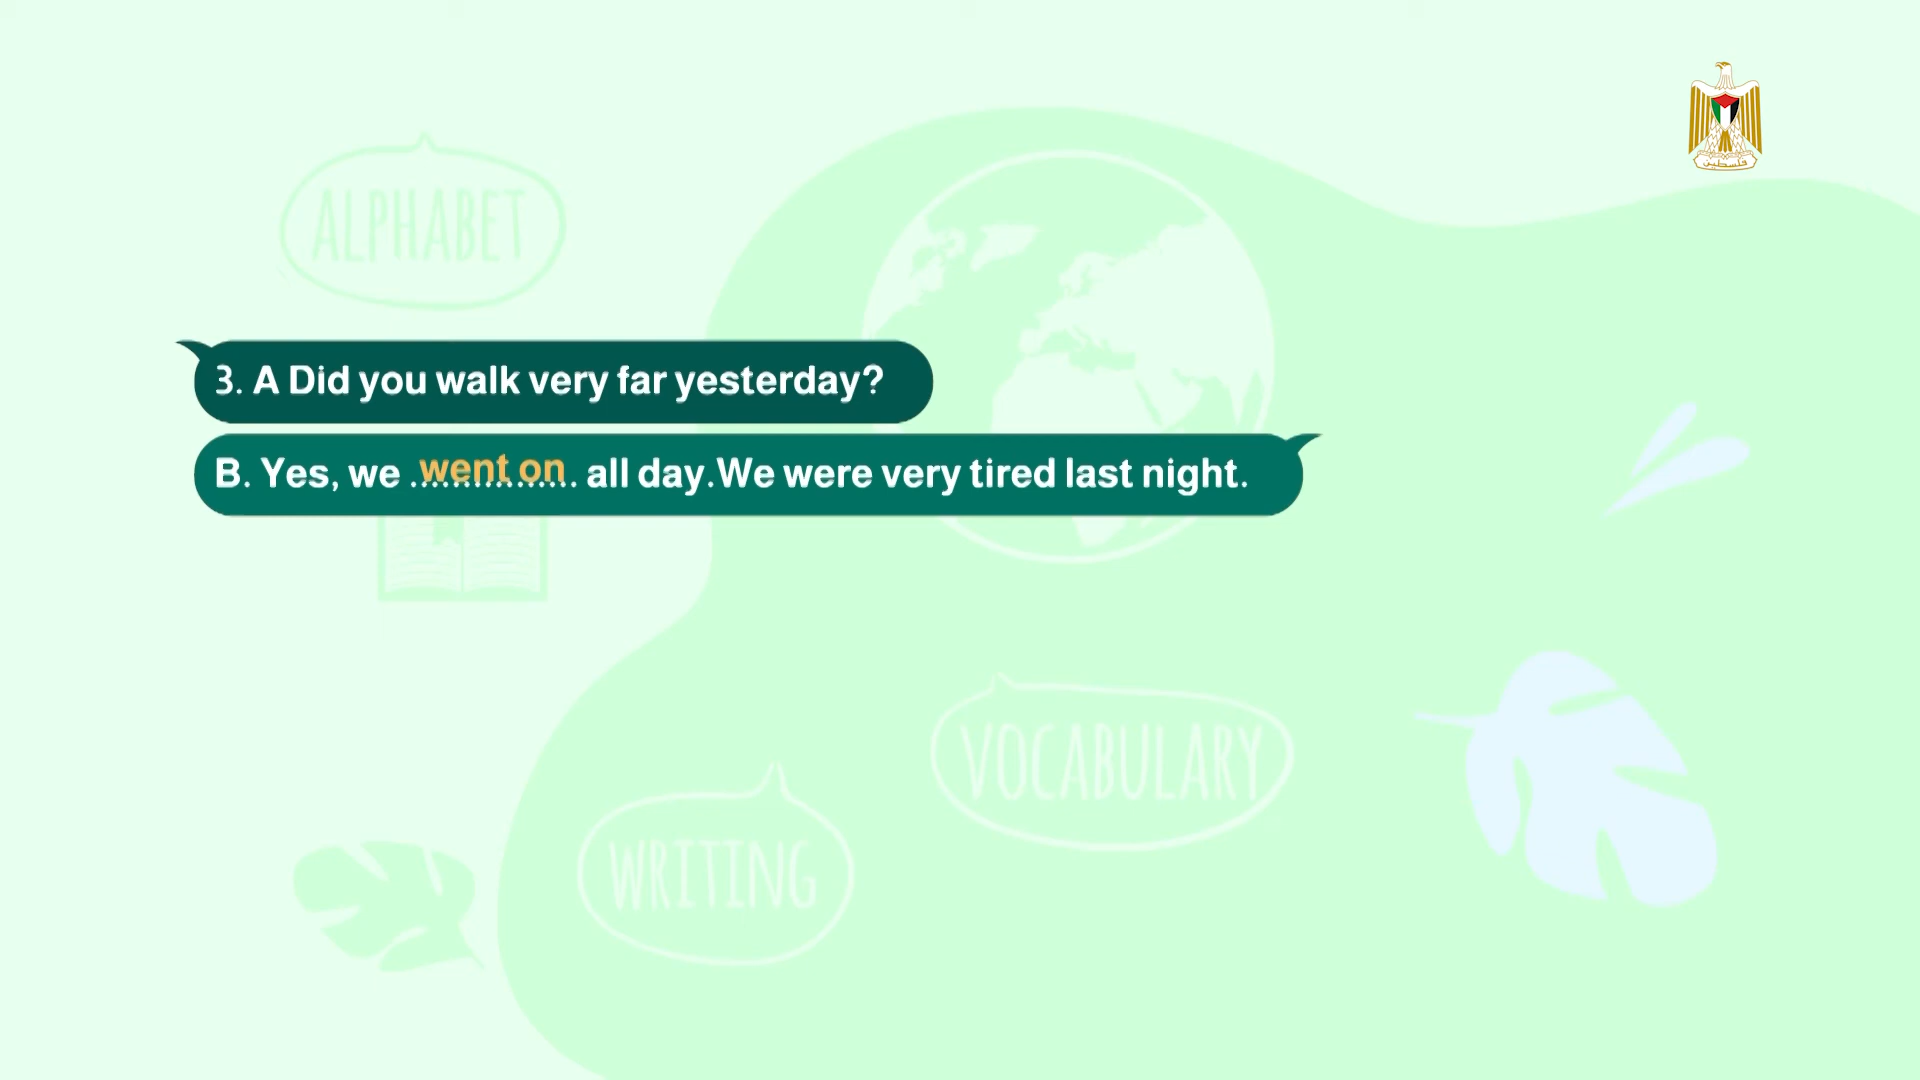 ALPHABET
3. A Did you walk very far yesterday?
B. Yes, we .went on. all day.We were very tired last night.
VOCABULARY
WRITING
فلسطين